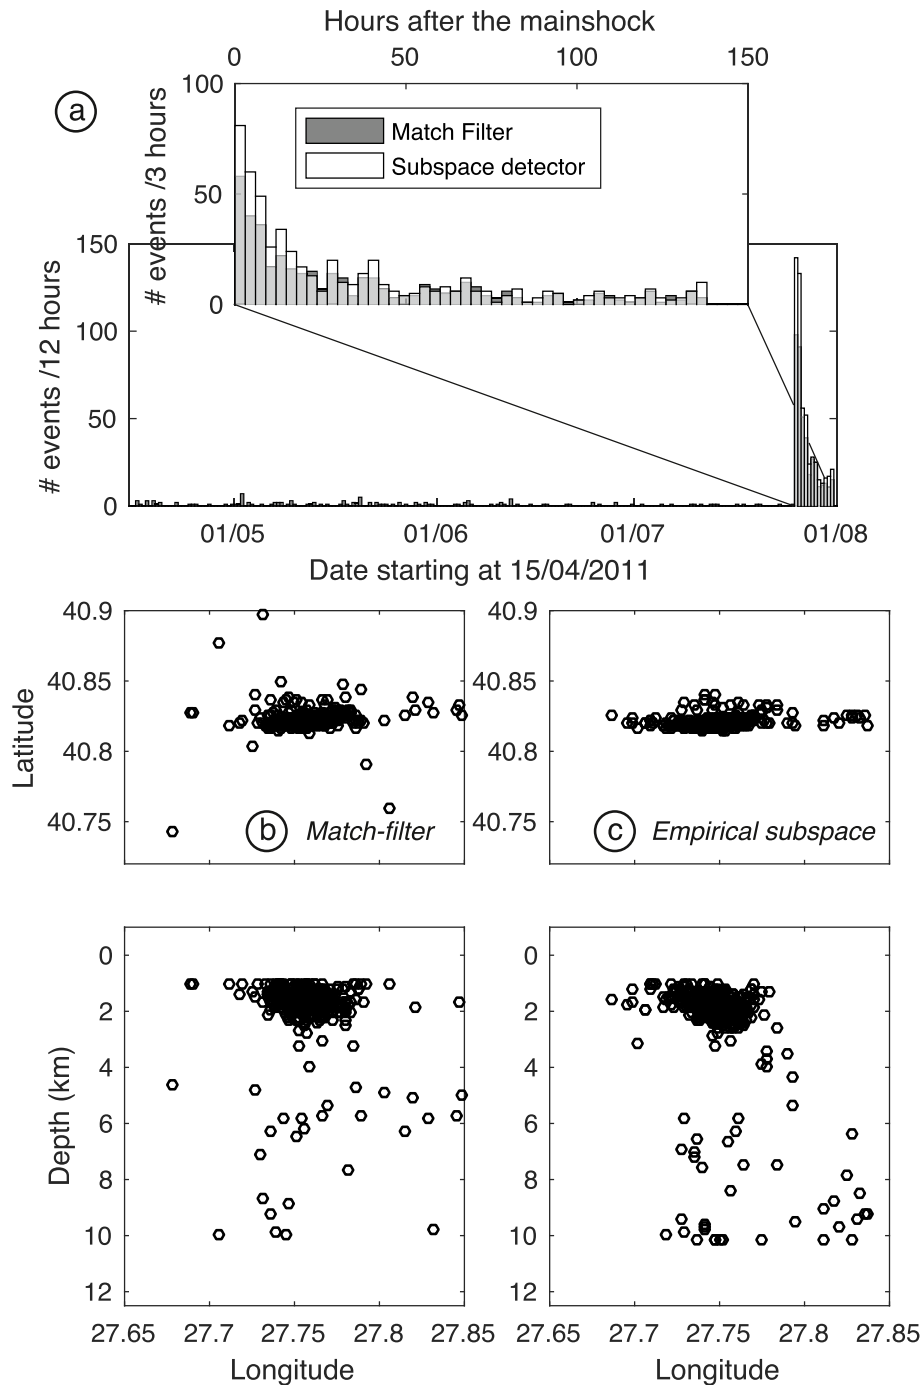 Hours after the mainshock
0 50 100 150
a
100
50
0
# events /3 hours
Match Filter
Subspace detector
150
100
50
0
# events /12 hours
01/05 01/06 01/07 01/08
Date starting at 15/04/2011
40.9
40.85
40.8
40.75
Latitude
b Match-filter
40.9
40.85
40.8
40.75
c Empirical subspace
0
2
4
6
8
10
12
Depth (km)
27.65 27.7 27.75 27.8 27.85
Longitude
0
2
4
6
8
10
12
27.65 27.7 27.75 27.8 27.85
Longitude